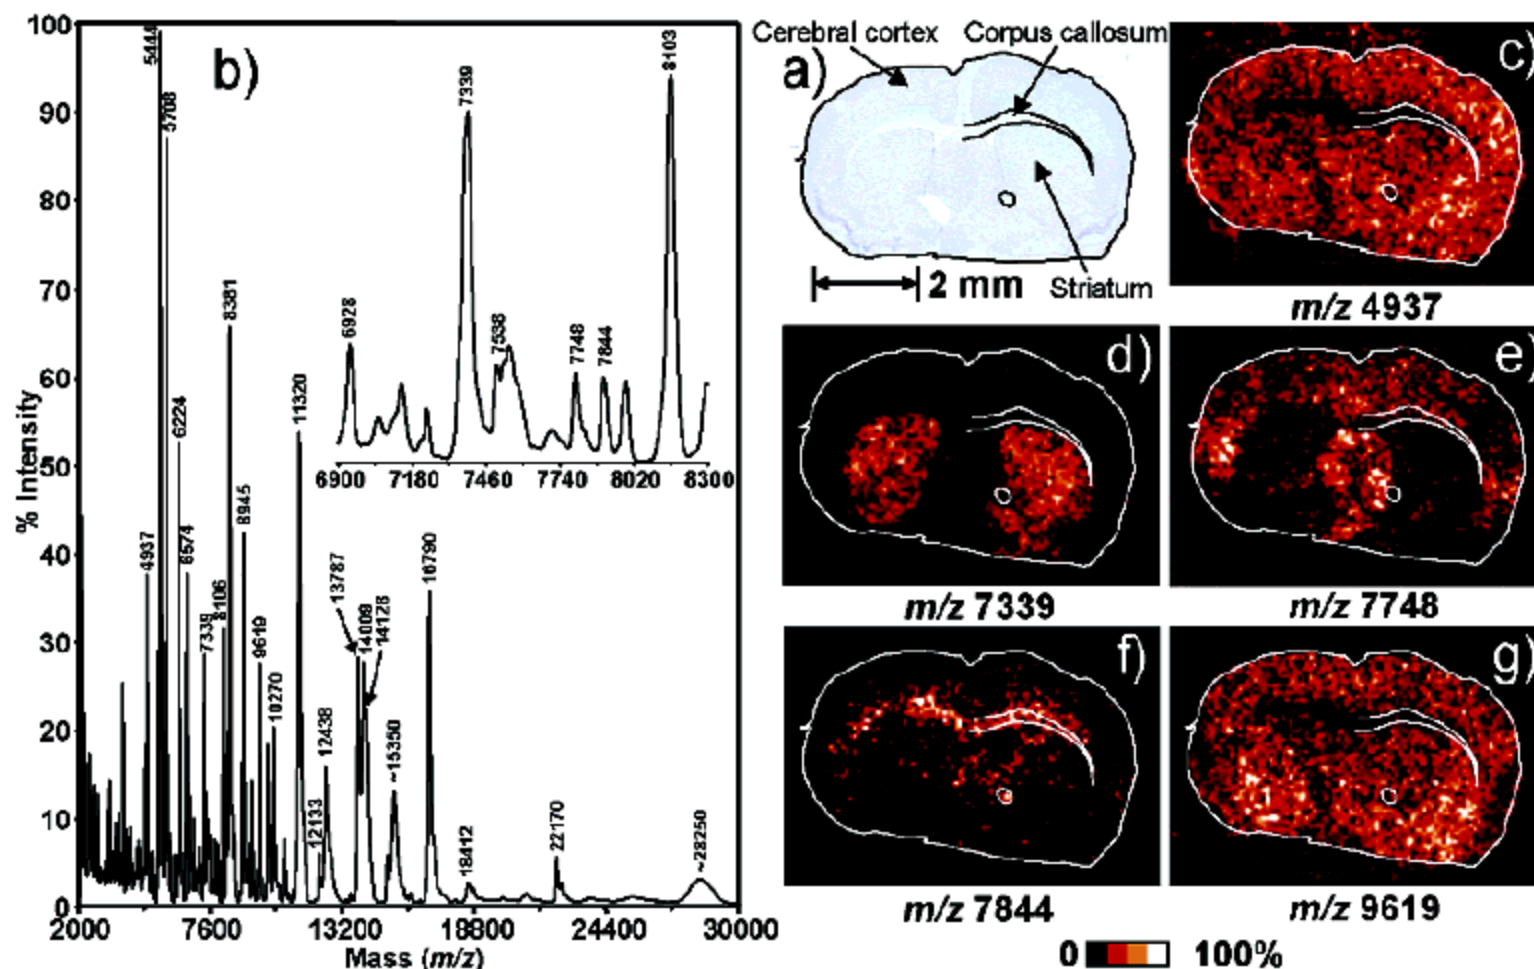 b)
% Intensity
100
90
80
70
60
50
40
30
20
10
0
2000 7600 13200 18800 24400 30000
Mass (m/z)
4937
5444
5708
6224
6574
7339
8106
8381
8945
9619
10270
11320
12133
12438
13787
14009
14128
~15350
16790
18412
22170
~28250
6928
7339
7538
7748
7844
8103
6900 7180 7460 7740 8020 8300
Cerebral cortex Corpus callosum
a)
2 mm Striatum
c)
m/z 4937
d)
m/z 7339
e)
m/z 7748
f)
m/z 7844
g)
m/z 9619
0 100%